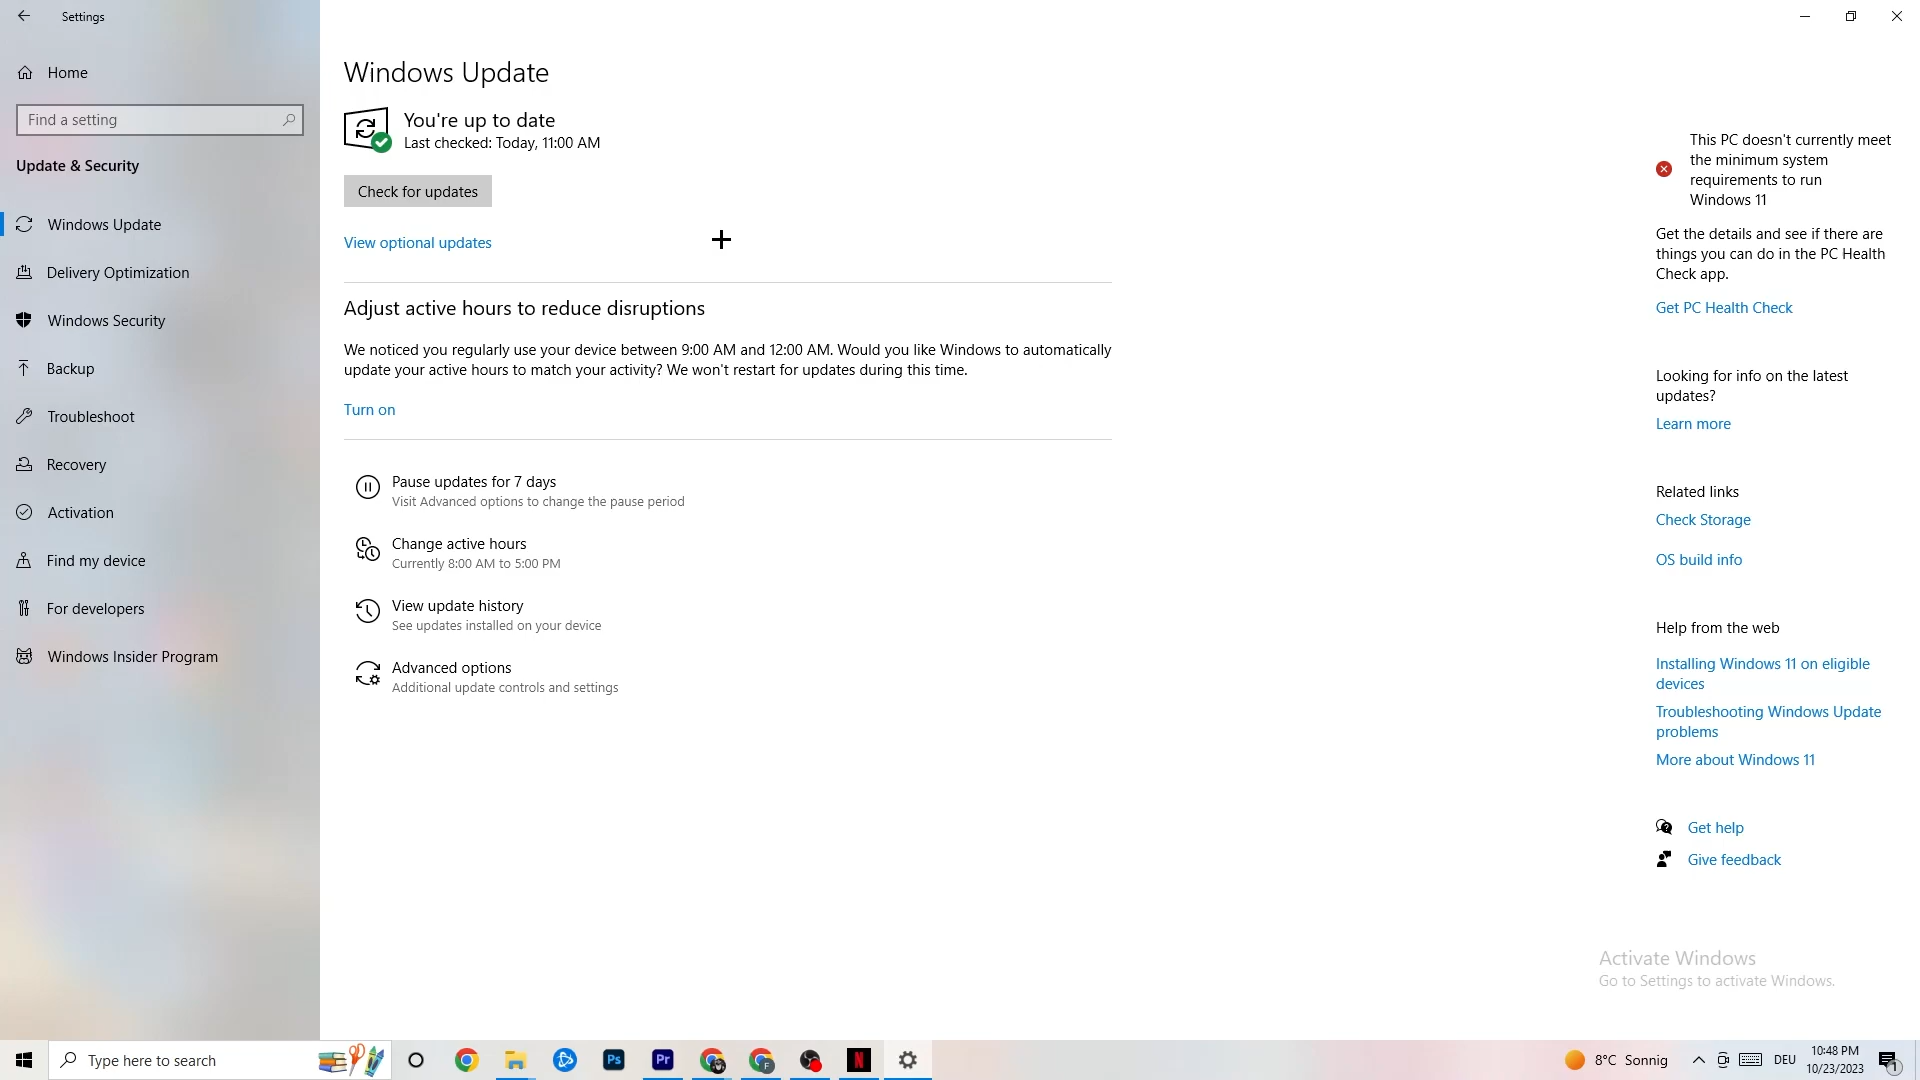 Settings
Home
Find a setting
Update & Security
Windows Update
Delivery Optimization
Windows Security
Backup
Troubleshoot
Recovery
Activation
Find my device
For developers
Windows Insider Program
Windows Update
You're up to date
Last checked: Today, 11:00 AM
Check for updates
View optional updates
Adjust active hours to reduce disruptions
We noticed you regularly use your device between 9:00 AM and 12:00 AM. Would you like Windows to automatically
update your active hours to match your activity? We won't restart for updates during this time.
Turn on
Pause updates for 7 days
Visit Advanced options to change the pause period
Change active hours
Currently 8:00 AM to 5:00 PM
View update history
See updates installed on your device
Advanced options
Additional update controls and settings
This PC doesn't currently meet
the minimum system
requirements to run
Windows 11
Get the details and see if there are
things you can do in the PC Health
Check app.
Get PC Health Check
Looking for info on the latest
updates?
Learn more
Related links
Check Storage
OS build info
Help from the web
Installing Windows 11 on eligible
devices
Troubleshooting Windows Update
problems
More about Windows 11
Get help
Give feedback
Activate Windows
Go to Settings to activate Windows.
Type here to search
Ps
Pr
F
N
8°C Sonnig
DEU
10:48 PM
10/23/2023
1